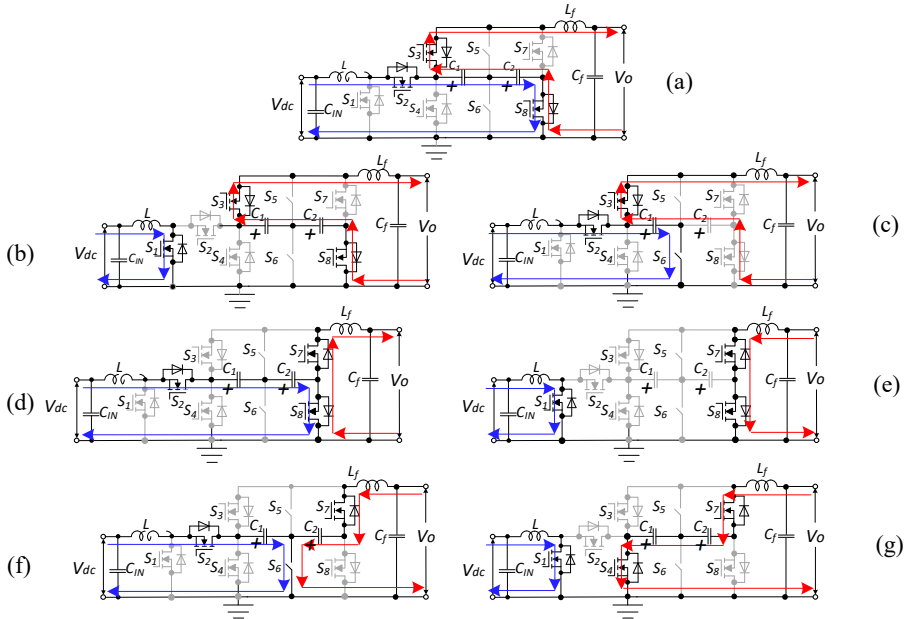 Lf
S3 S5 S7
L C1 C2 Cf Vo (a)
Vdc CIN S1 S2 S4 + + S6 S8
Lf
S3 S5 S7
L C1 C2 Cf Vo
(b) Vdc CIN S1 S2 S4 + + S6 S8
Lf
S3 S5 S7
L C1 C2 Cf Vo
Vdc CIN S1 S2 S4 + + S6 S8 (c)
Lf
S3 S5 S7
L C1 C2 Cf Vo
(d) Vdc CIN S1 S2 S4 + + S6 S8
Lf
S3 S5 S7
L C1 C2 Cf Vo (e)
Vdc CIN S1 S2 S4 + + S6 S8
Lf
S3 S5 S7
L C1 C2 Cf Vo
(f) Vdc CIN S1 S2 S4 + + S6 S8
Lf
S3 S5 S7
L C1 C2 Cf Vo
Vdc CIN S1 S2 S4 + + S6 S8 (g)